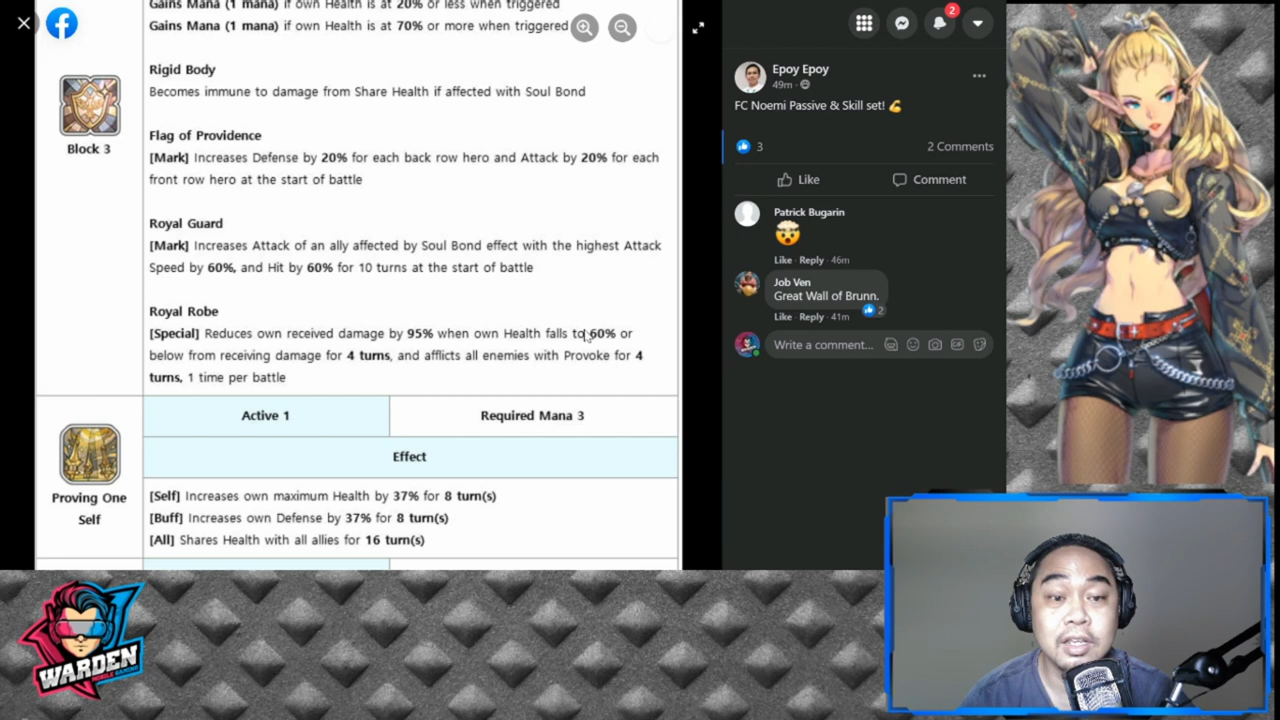 Gains Mana (1 mana) if own Health is at 20% or less when triggered
Gains Mana (1 mana) if own Health is at 70% or more when triggered
Rigid Body
Becomes immune to damage from Share Health if affected with Soul Bond
Block 3
Flag of Providence
[Mark] Increases Defense by 20% for each back row hero and Attack by 20% for each
front row hero at the start of battle
Royal Guard
[Mark] Increases Attack of an ally affected by Soul Bond effect with the highest Attack
Speed by 60%, and Hit by 60% for 10 turns at the start of battle
Royal Robe
[Special] Reduces own received damage by 95% when own Health falls to 60% or
below from receiving damage for 4 turns, and afflicts all enemies with Provoke for 4
turns, 1 time per battle
Active 1
Required Mana 3
Effect
Proving One
Self
[Self] Increases own maximum Health by 37% for 8 turn(s)
[Buff] Increases own Defense by 37% for 8 turn(s)
[All] Shares Health with all allies for 16 turn(s)
2
Epoy Epoy
49m
FC Noemi Passive & Skill set! 💪
3
2 Comments
Like
Comment
Patrick Bugarin
🤯
Like · Reply · 46m
Job Ven
Great Wall of Brunn.
2
Like · Reply · 41m
Write a comment...
WARDEN
MOBILE GAMING